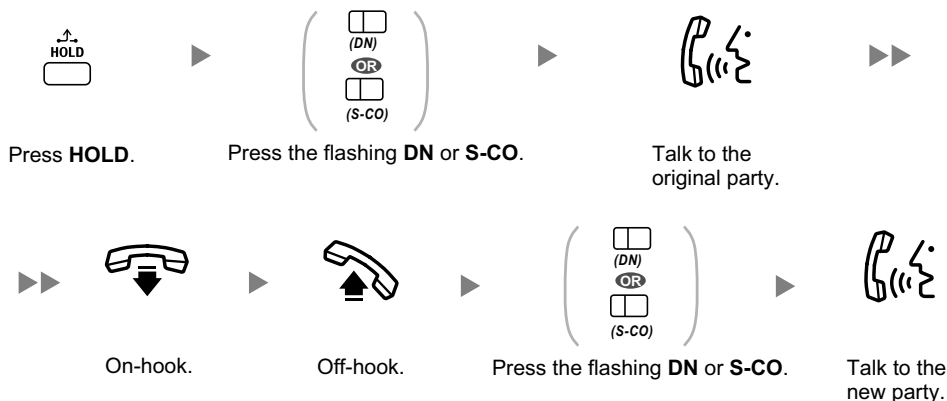 HOLD
(DN)
OR
(S-CO)
Press HOLD.
Press the flashing DN or S-CO.
Talk to the
original party.
(DN)
OR
(S-CO)
On-hook.
Off-hook.
Press the flashing DN or S-CO.
Talk to the
new party.